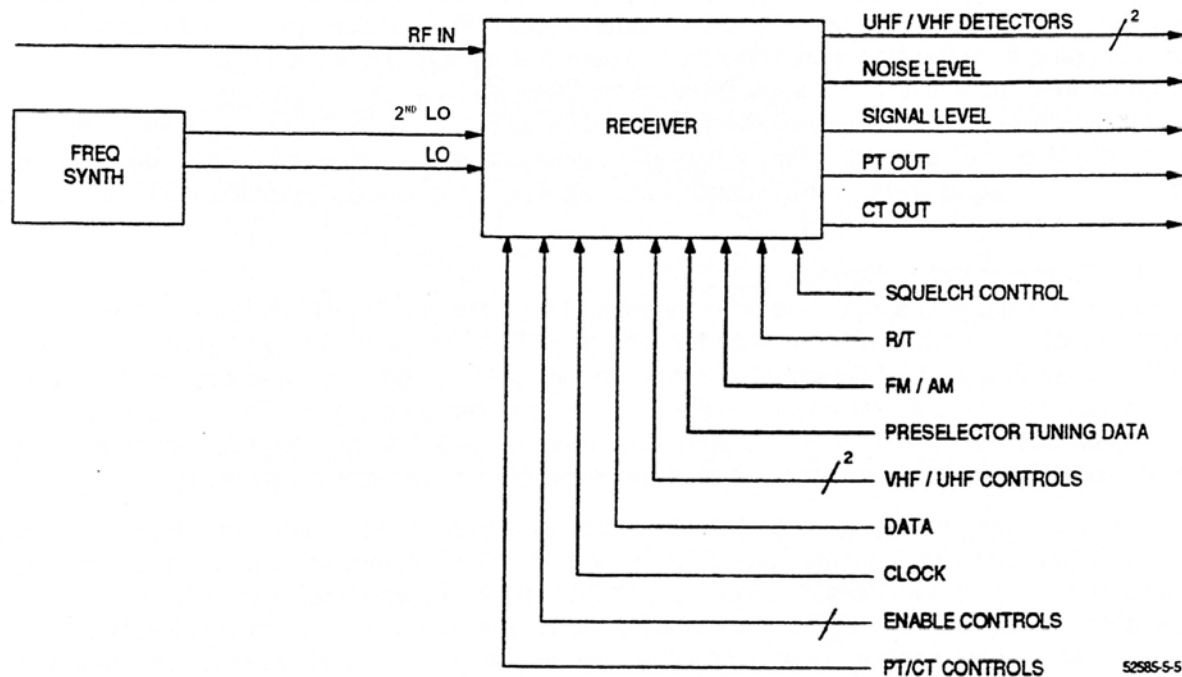 UHF / VHF DETECTORS
2
RF IN
NOISE LEVEL
2ND LO
SIGNAL LEVEL
RECEIVER
FREQ
SYNTH
LO
PT OUT
CT OUT
SQUELCH CONTROL
R/T
FM / AM
PRESELECTOR TUNING DATA
2
VHF / UHF CONTROLS
DATA
CLOCK
ENABLE CONTROLS
PT/CT CONTROLS
52585-5-5